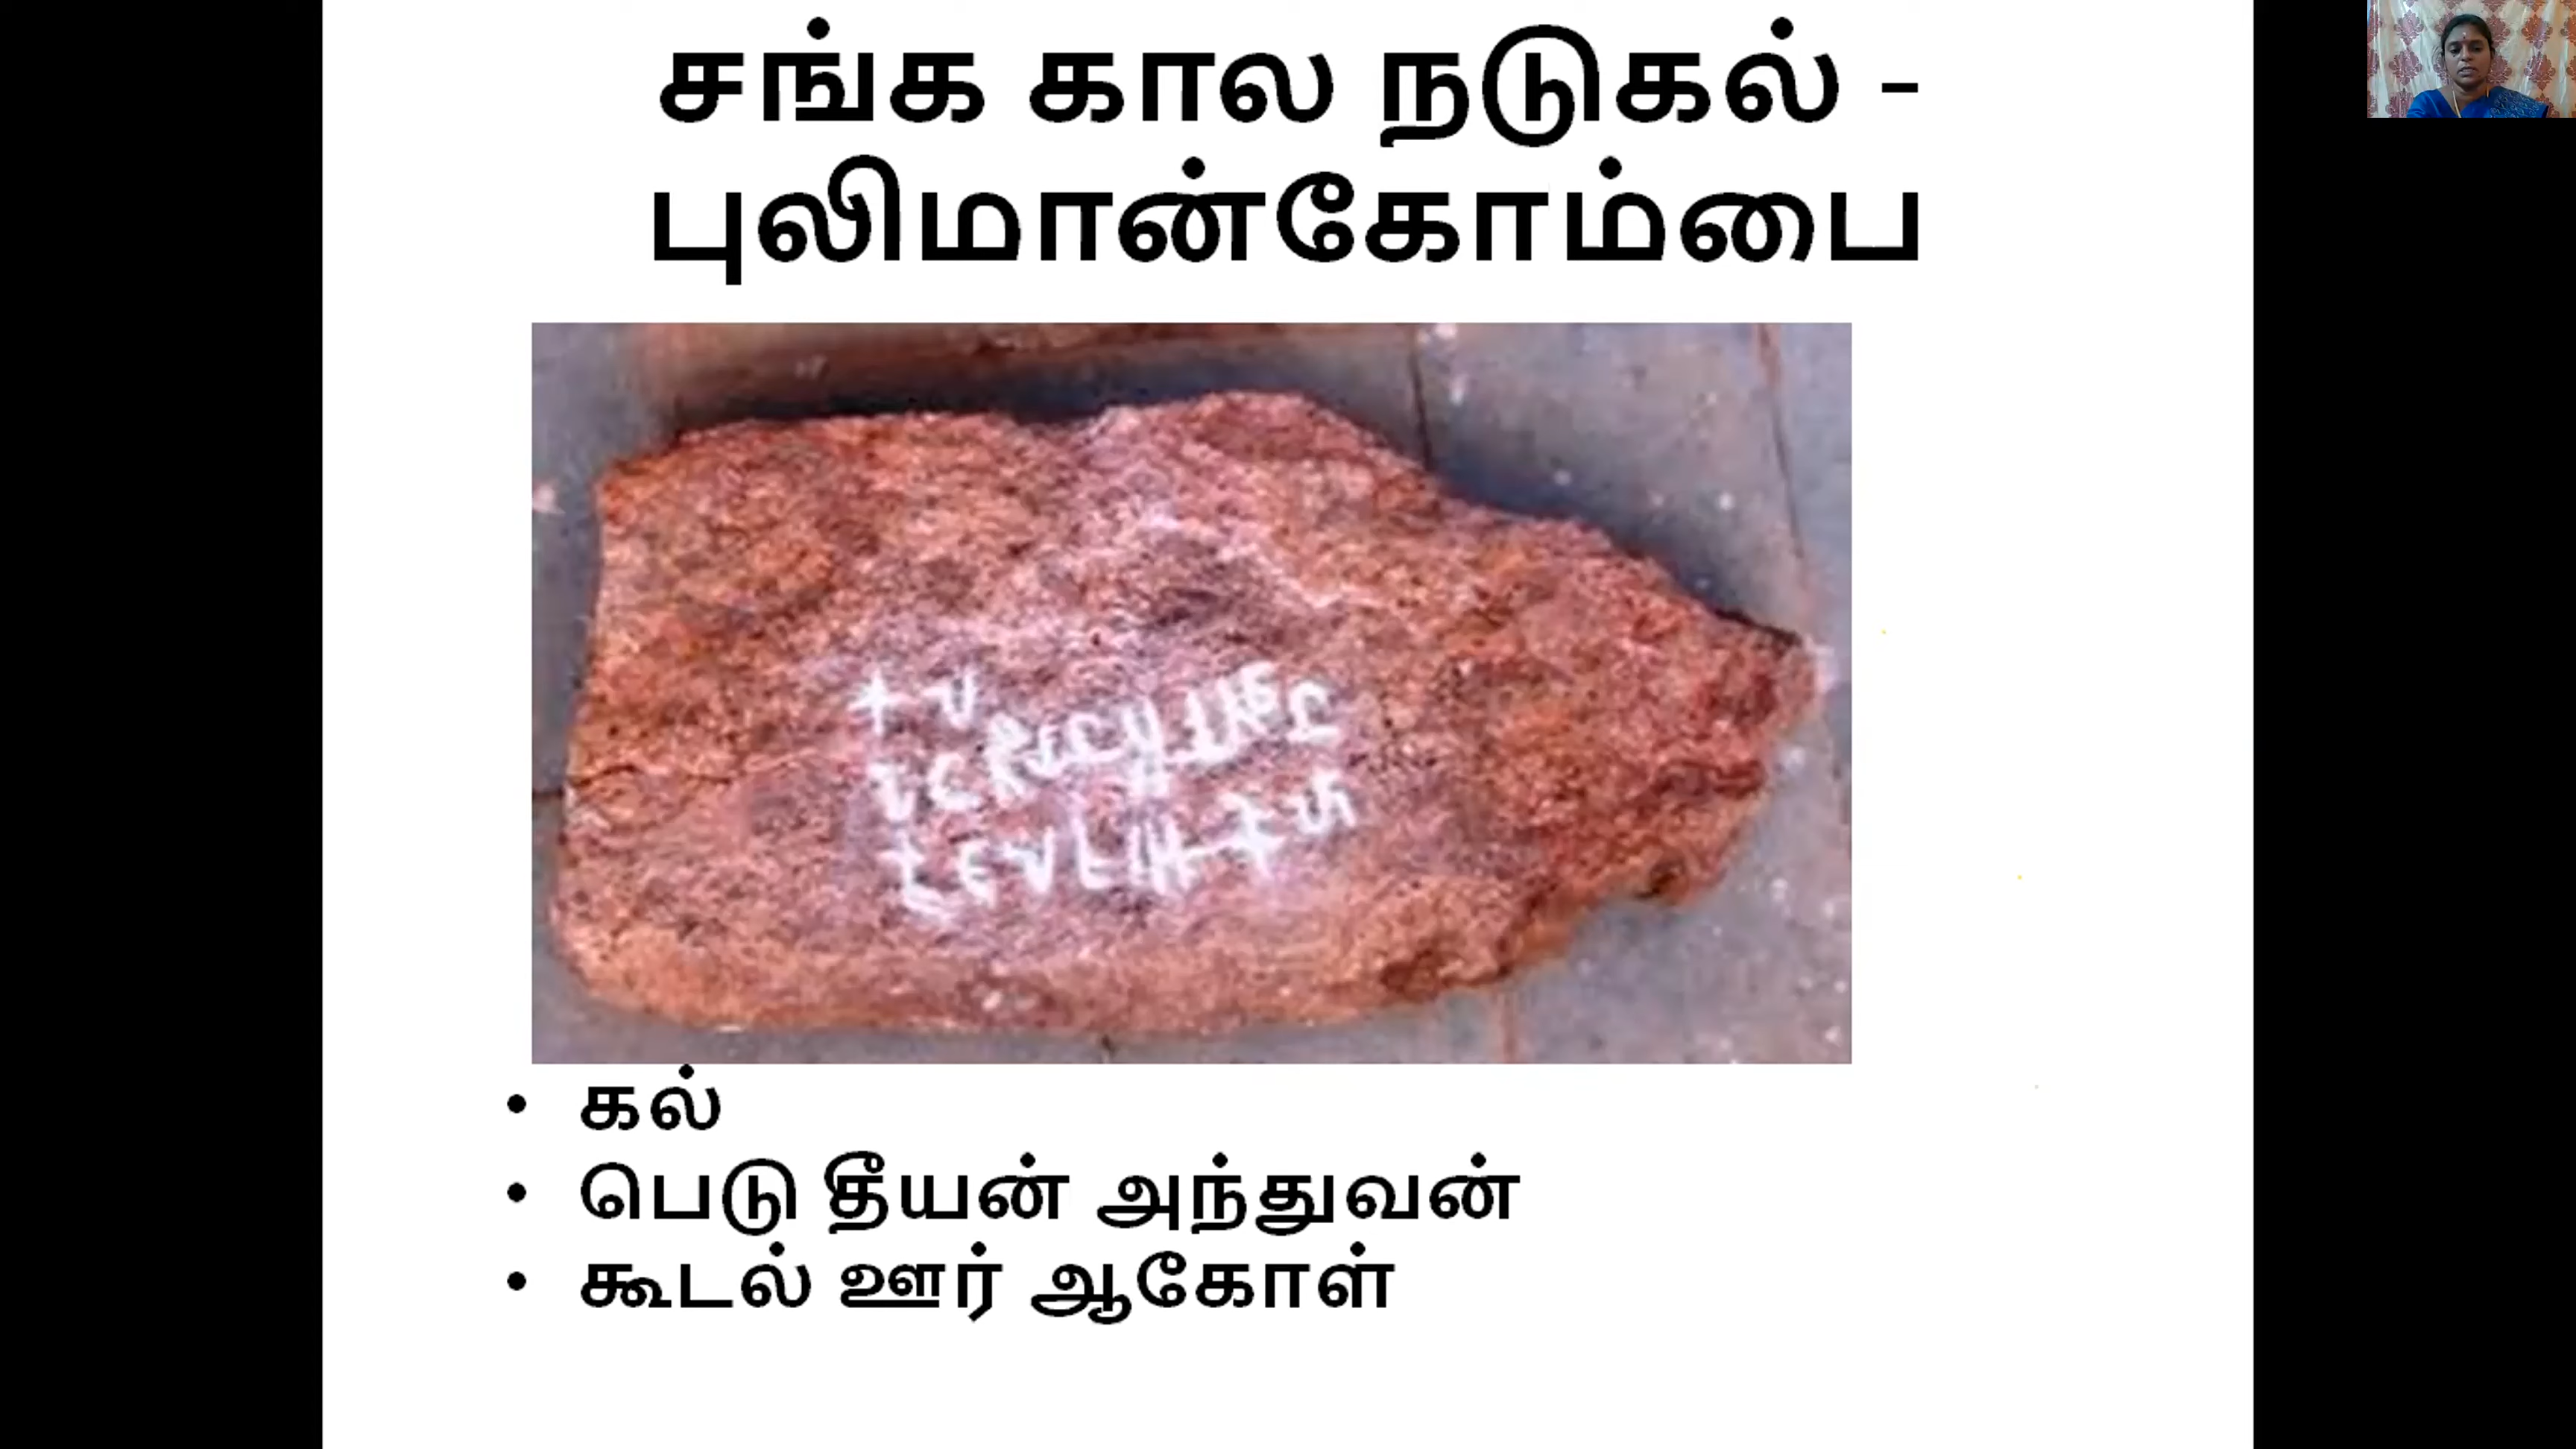 சங்க கால நடுகல் -
புலிமான்கோம்பை
• கல்
• பெடு தீயன் அந்துவன்
• கூடல் ஊர் ஆகோள்